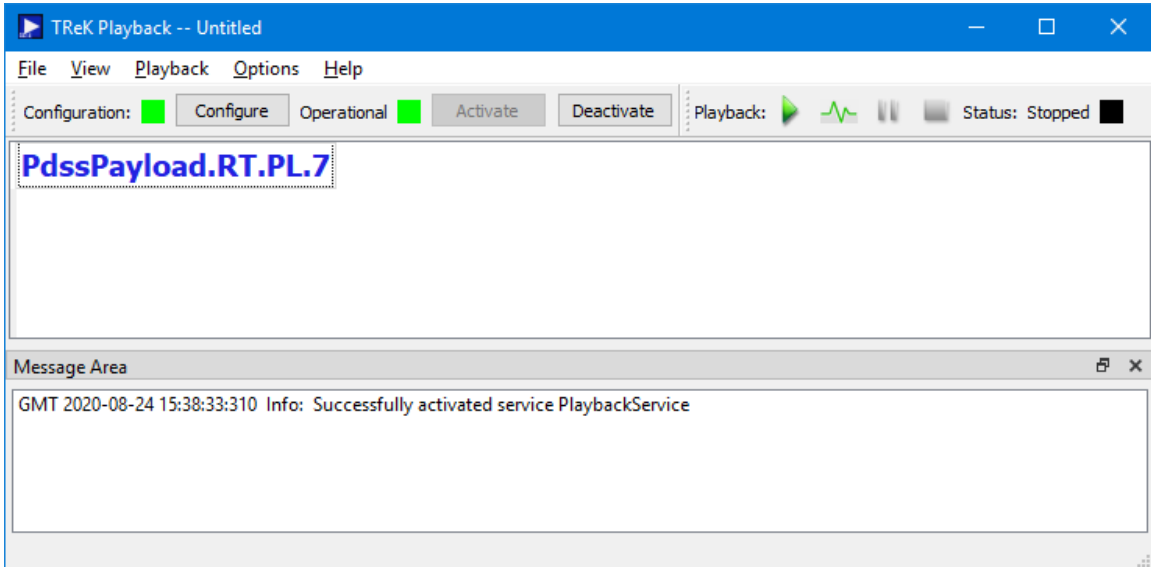 TReK Playback -- Untitled
File View Playback Options Help
Configuration: Configure Operational Activate Deactivate Playback: Status: Stopped
PdssPayload.RT.PL.7
Message Area
GMT 2020-08-24 15:38:33:310 Info: Successfully activated service PlaybackService